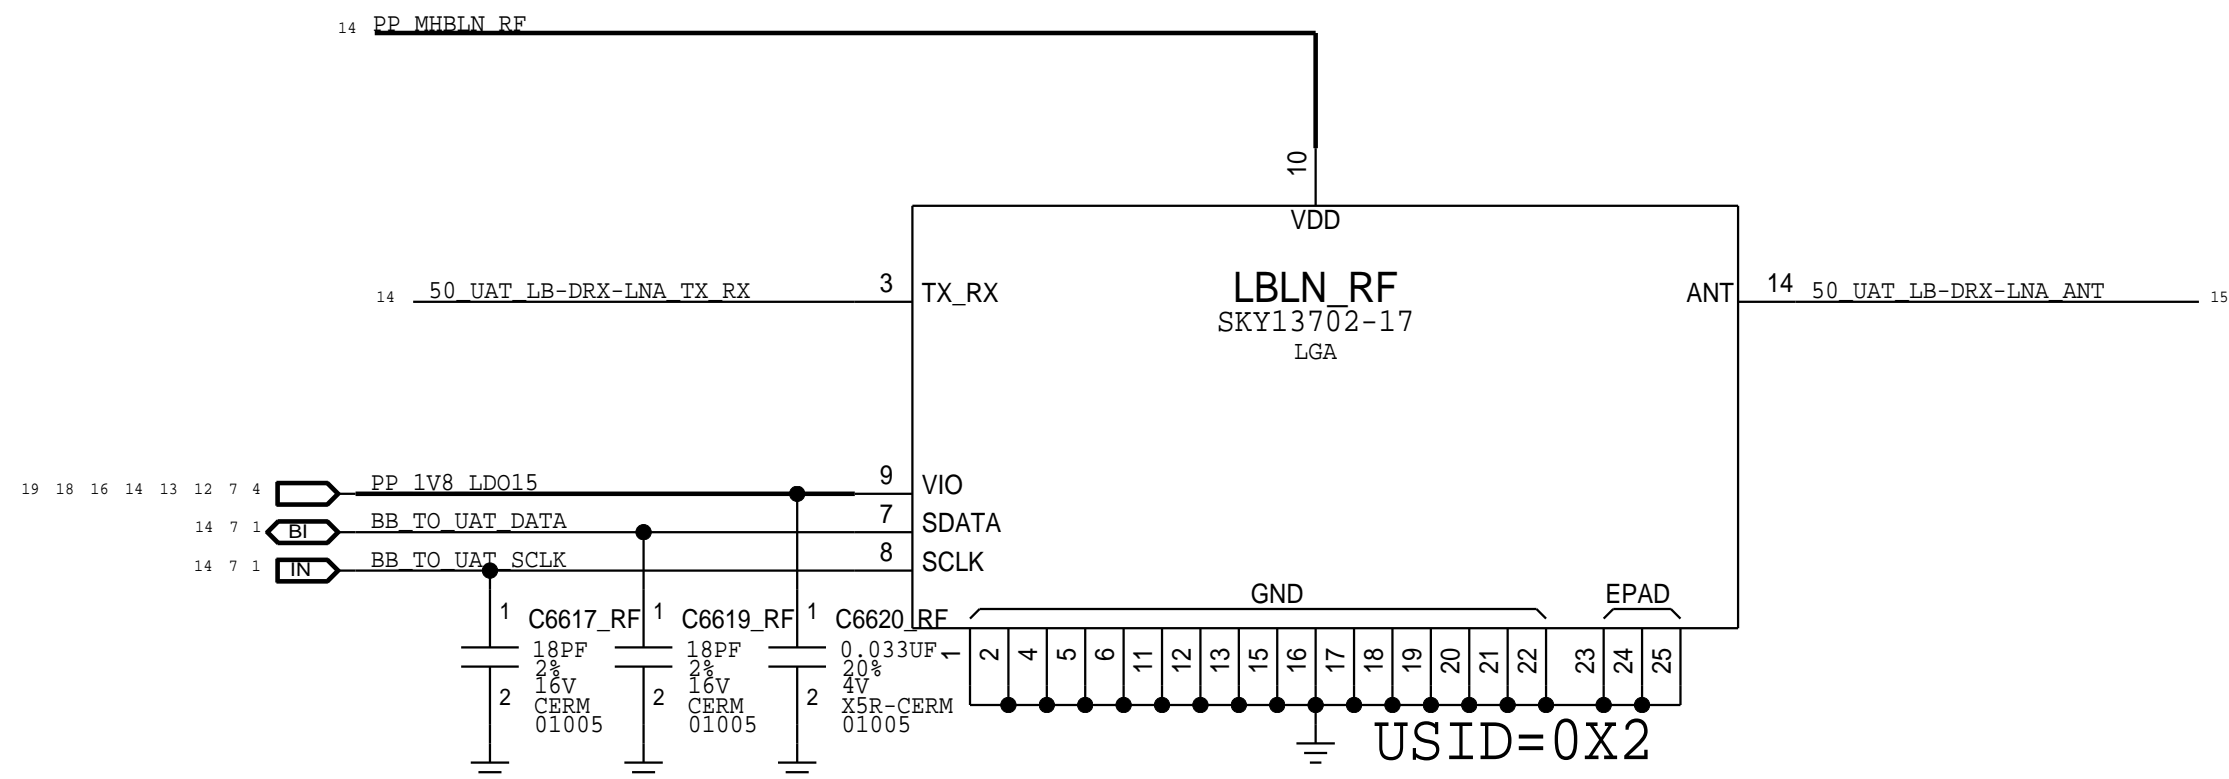 14 PP_MHBLN_RF
10
VDD
LBLN_RF
SKY13702-17
LGA
14 50_UAT_LB-DRX-LNA_TX_RX 3 TX_RX
ANT 14 50_UAT_LB-DRX-LNA_ANT 15
19 18 16 14 13 12 7 4 PP_1V8_LDO15 9 VIO
14 7 1 BI BB_TO_UAT_DATA 7 SDATA
14 7 1 IN BB_TO_UAT_SCLK 8 SCLK
GND EPAD
1 C6617_RF
18PF
2%
16V
2 CERM
01005
1 C6619_RF
18PF
2%
16V
2 CERM
01005
1 C6620_RF
0.033UF
20%
4V
2 X5R-CERM
01005
1 2 4 5 6 11 12 13 15 16 17 18 19 20 21 22 23 24 25
USID=0X2